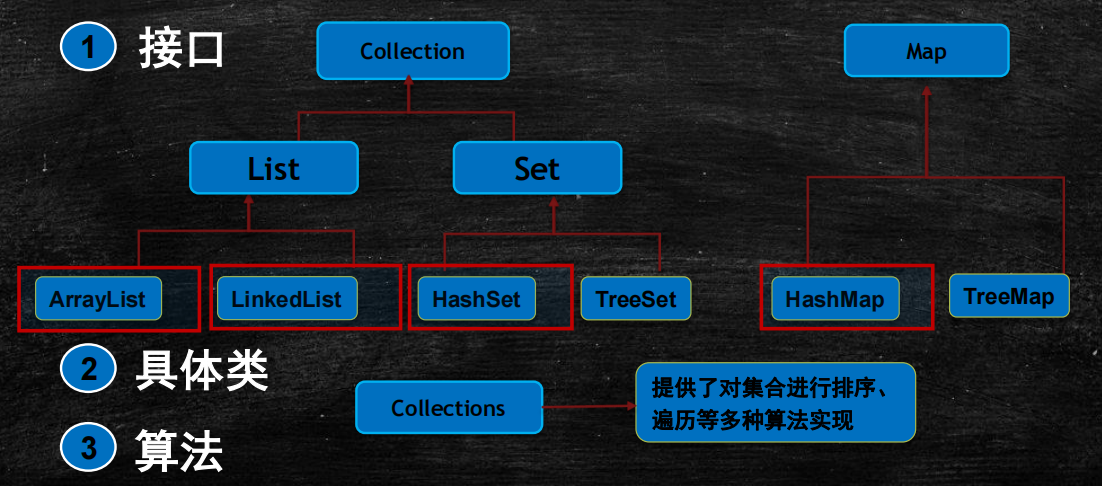 1 接口
Collection
Map
List
Set
ArrayList
LinkedList
HashSet
TreeSet
HashMap
TreeMap
2 具体类
Collections
提供了对集合进行排序、
遍历等多种算法实现
3 算法